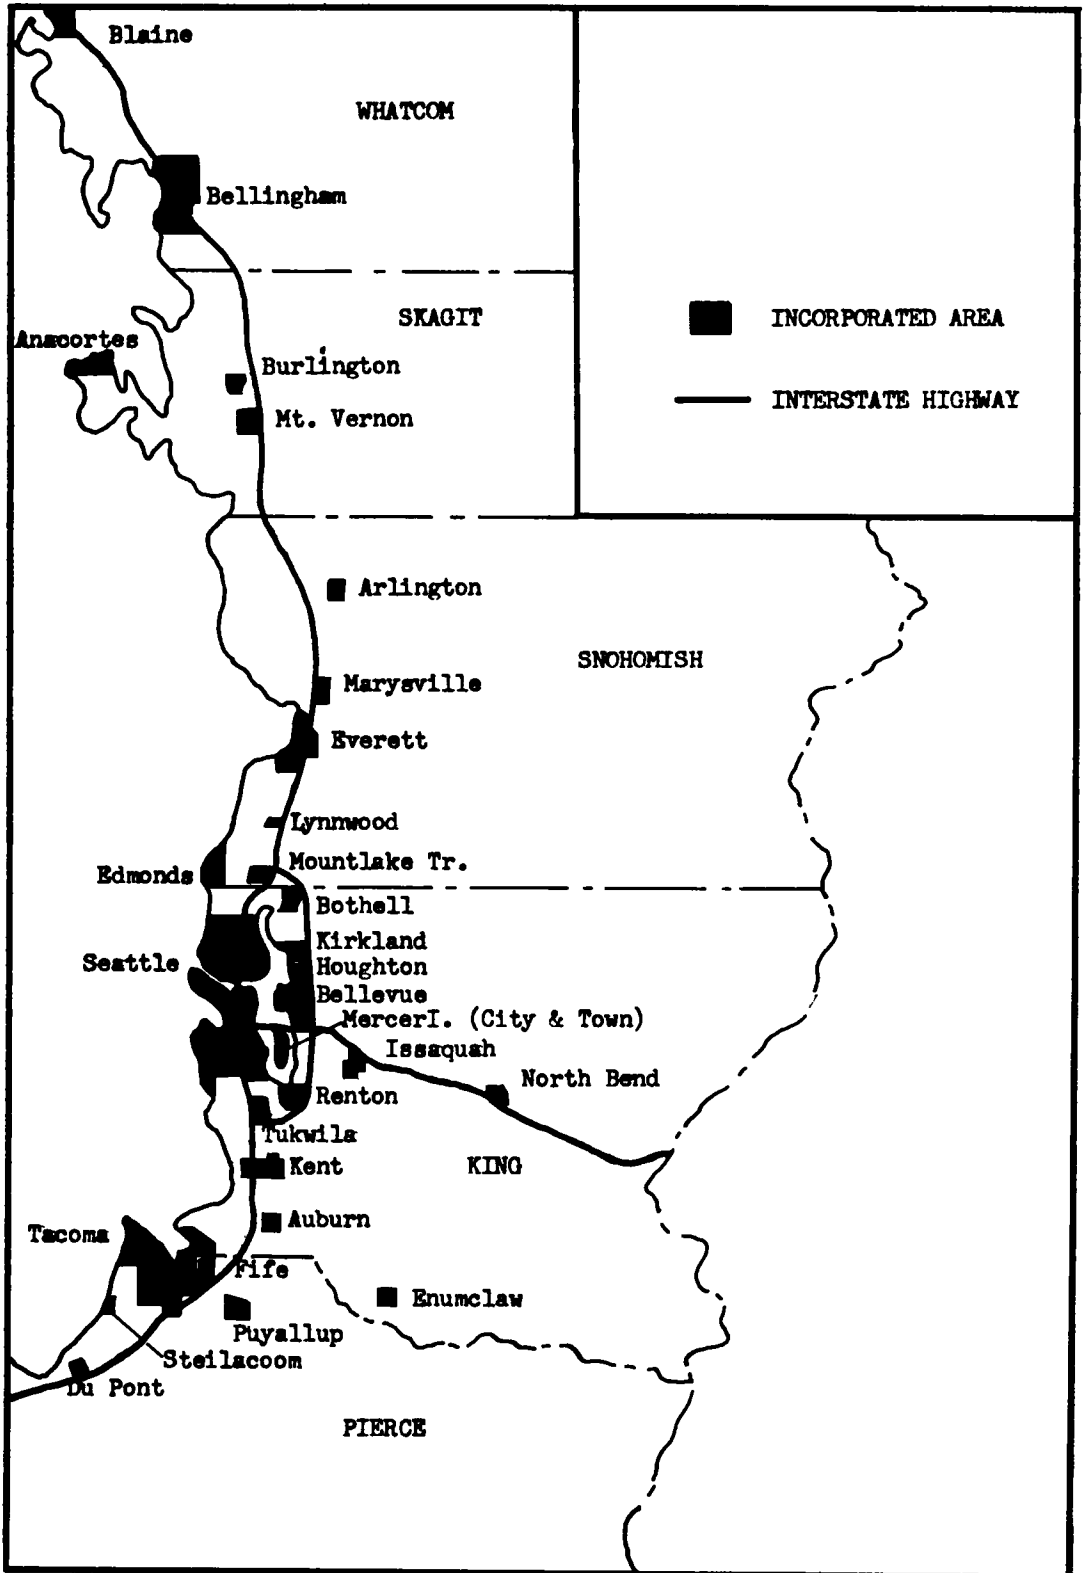 Blaine
WHATCOM
Bellingham
SKAGIT
INCORPORATED AREA
Anacortes
Burlington
INTERSTATE HIGHWAY
Mt. Vernon
Arlington
SNOHOMISH
Marysville
Everett
Lynnwood
Mountlake Tr.
Edmonds
Bothell
Kirkland
Seattle
Houghton
Bellevue
MercerI. (City & Town)
Issaquah
North Bend
Renton
Tukwila
Kent
KING
Auburn
Tacoma
Fife
Enumclaw
Puyallup
Steilacoom
Du Pont
PIERCE